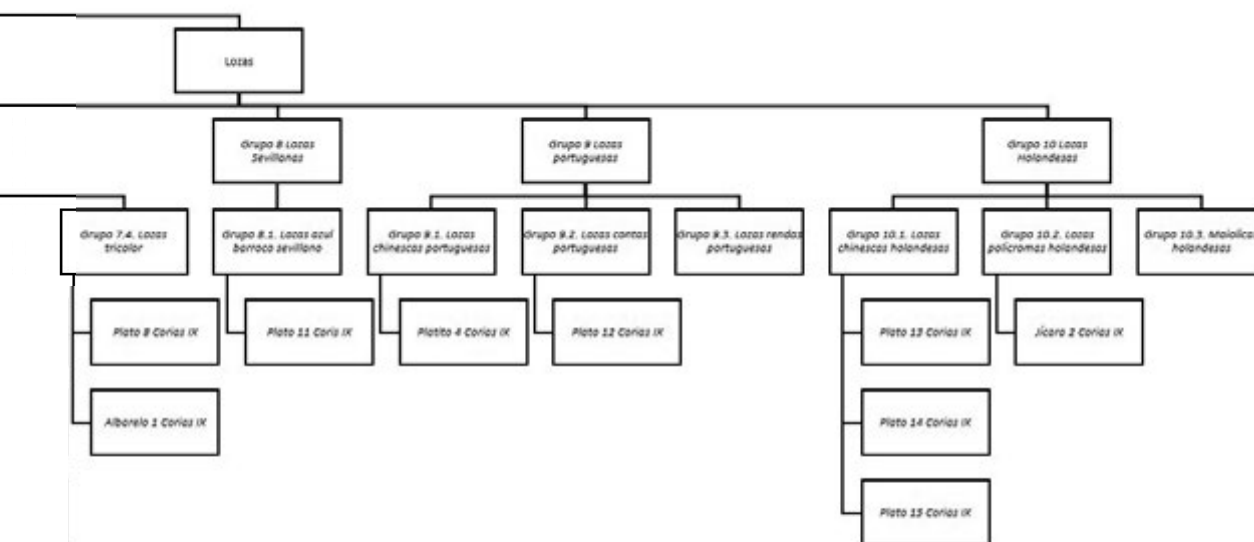 Lozas
Grupo 8 Lozas
Sevillanas
Grupo 9 Lozas
portuguesas
Grupo 10 Lozas
Holandesas
Grupo 7.4. Lozas
tricolor
Grupo 8.1. Lozas azul
barroco sevillano
Grupo 9.1. Lozas
chinescas portuguesas
Grupo 9.2. Lozas contas
portuguesas
Grupo 9.3. Lozas rendas
portuguesas
Grupo 10.1. Lozas
chinescas holandesas
Grupo 10.2. Lozas
polícromas holandesas
Grupo 10.3. Maiolica
holandesas
Plato 8 Corias IX
Plato 11 Coris IX
Platito 4 Corias IX
Plato 12 Corias IX
Plato 13 Corias IX
Jícara 2 Corias IX
Albarelo 1 Corias IX
Plato 14 Corias IX
Plato 15 Corias IX